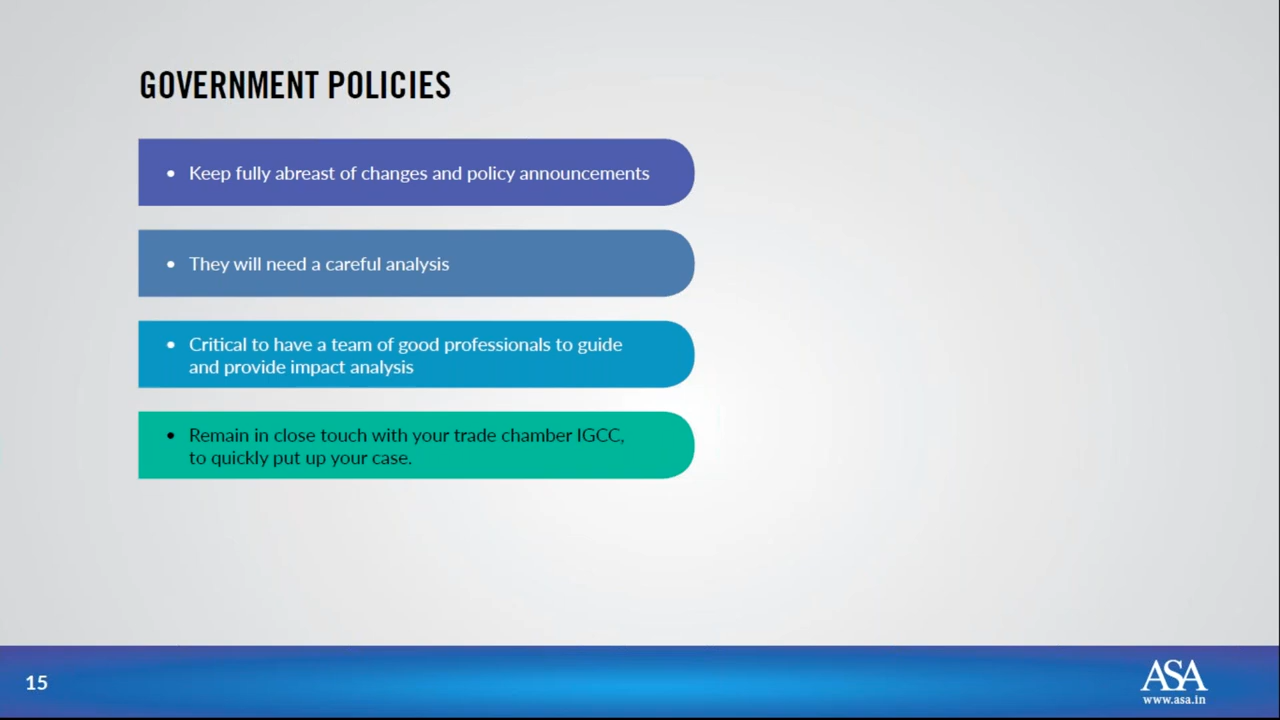 GOVERNMENT POLICIES
• Keep fully abreast of changes and policy announcements
• They will need a careful analysis
• Critical to have a team of good professionals to guide
and provide impact analysis
• Remain in close touch with your trade chamber IGCC,
to quickly put up your case.
15
ASA
www.asa.in